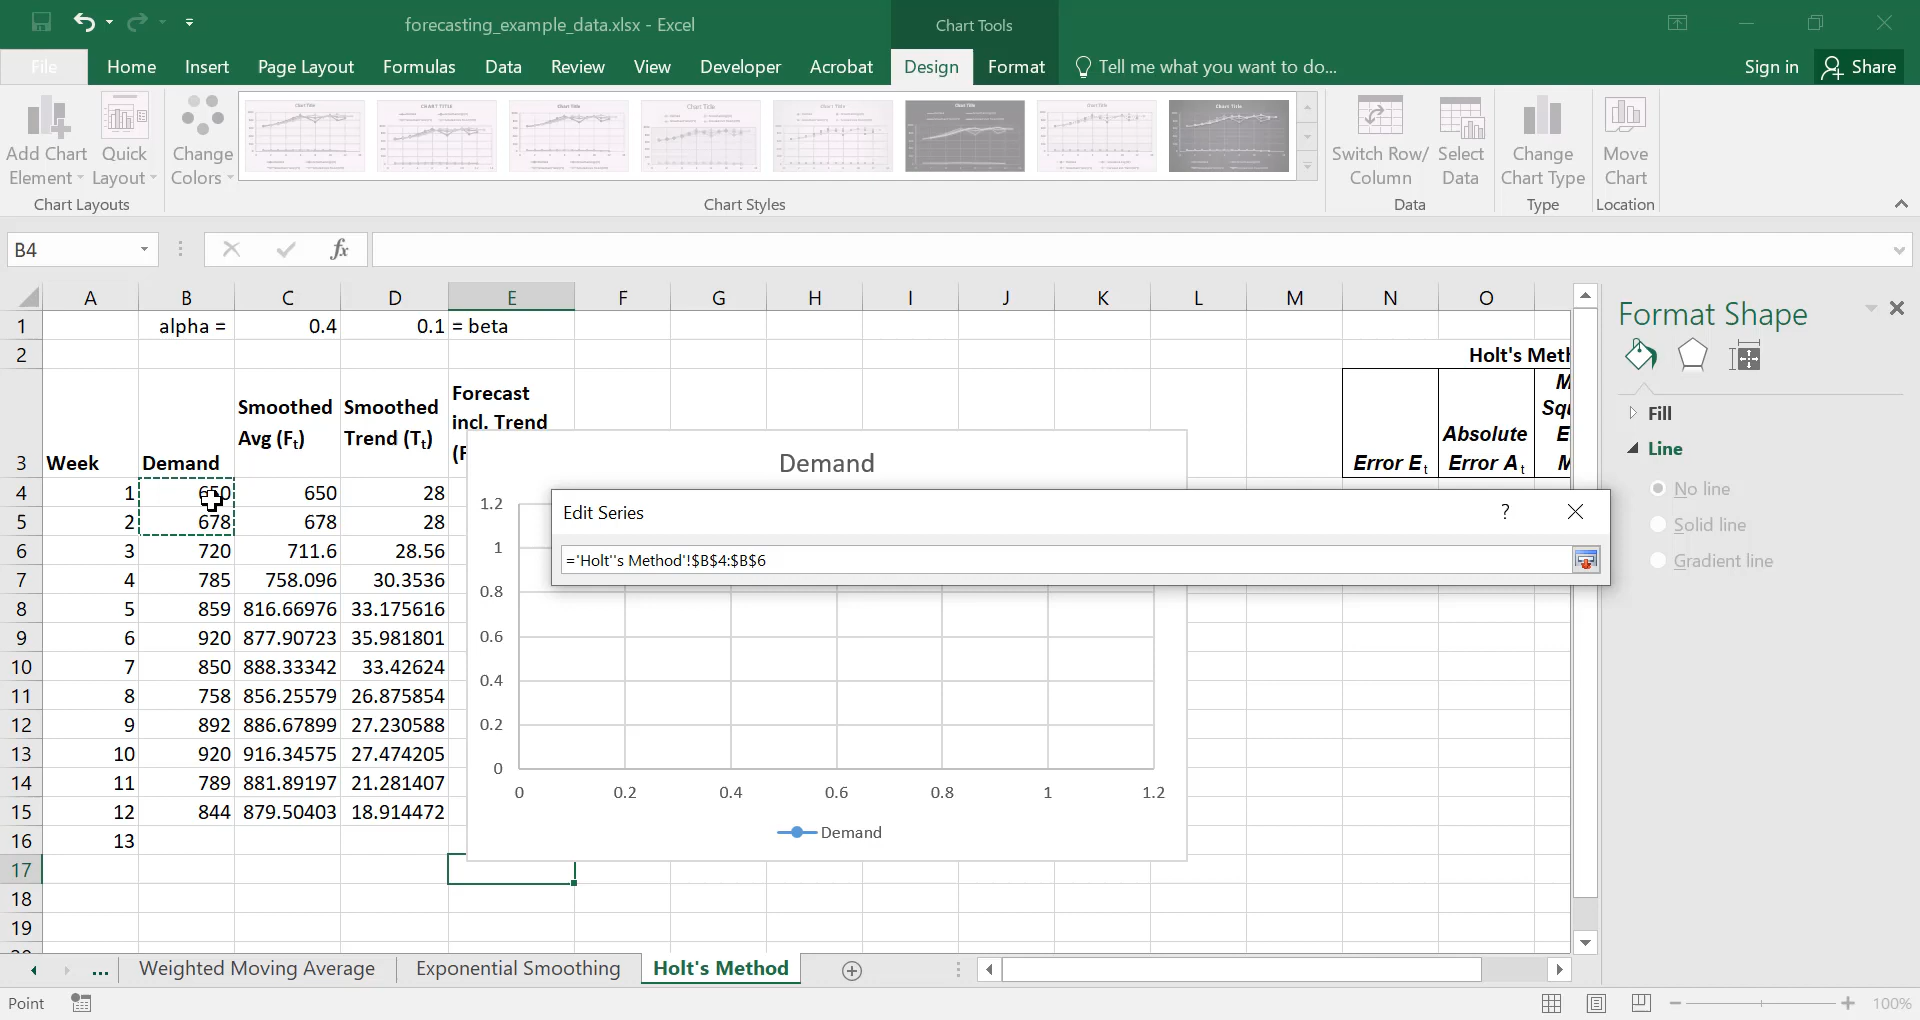 forecasting_example_data.xlsx - Excel
Chart Tools
File
Home
Insert
Page Layout
Formulas
Data
Review
View
Developer
Acrobat
Design
Format
Tell me what you want to do...
Sign in
Share
Add Chart
Element
Quick
Layout
Change
Colors
Switch Row/
Column
Select
Data
Change
Chart Type
Move
Chart
Chart Layouts
Chart Styles
Data
Type
Location
B4
fx
A B C D E F G H I J K L M N O
1 alpha = 0.4 0.1 = beta
2 Holt's Meth
3 Week Demand Smoothed Avg (Ft) Smoothed Trend (Tt) Forecast incl. Trend (F Error Et Absolute Error At
4 1 650 650 28
5 2 678 678 28
6 3 720 711.6 28.56
7 4 785 758.096 30.3536
8 5 859 816.66976 33.175616
9 6 920 877.90723 35.981801
10 7 850 888.33342 33.42624
11 8 758 856.25579 26.875854
12 9 892 886.67899 27.230588
13 10 920 916.34575 27.474205
14 11 789 881.89197 21.281407
15 12 844 879.50403 18.914472
16 13
17
18
19
Demand
1.2
1
0.8
0.6
0.4
0.2
0
0 0.2 0.4 0.6 0.8 1 1.2
Demand
Edit Series
?
='Holt''s Method'!$B$4:$B$6
Format Shape
Fill
Line
No line
Solid line
Gradient line
...
Weighted Moving Average
Exponential Smoothing
Holt's Method
Point
100%